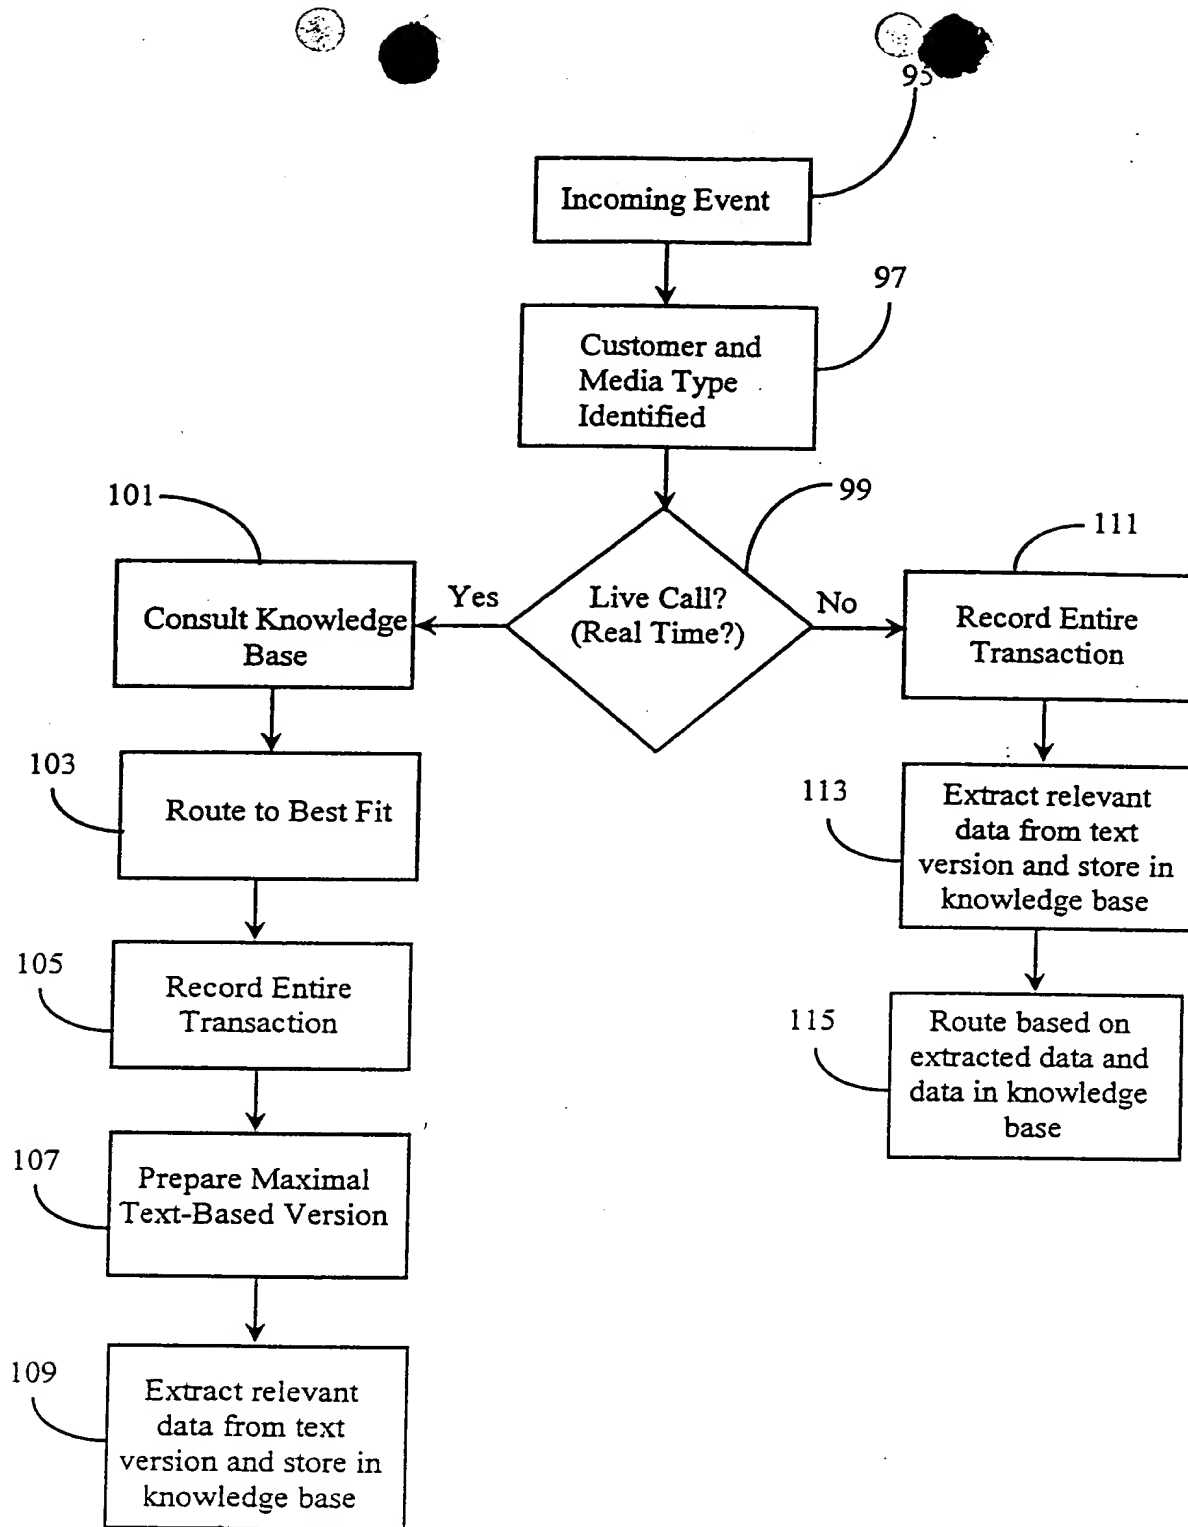 95
Incoming Event
97
Customer and
Media Type
Identified
99
Live Call?
(Real Time?)
Yes
No
101
Consult Knowledge
Base
103
Route to Best Fit
105
Record Entire
Transaction
107
Prepare Maximal
Text-Based Version
109
Extract relevant
data from text
version and store in
knowledge base
111
Record Entire
Transaction
113
Extract relevant
data from text
version and store in
knowledge base
115
Route based on
extracted data and
data in knowledge
base